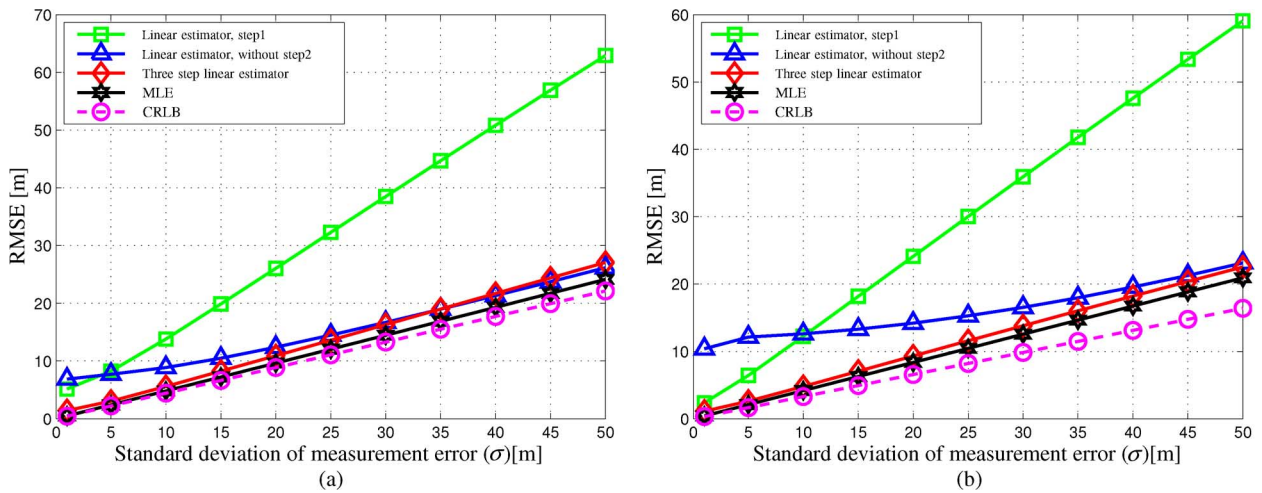 70
60
50
40
30
20
10
0
RMSE [m]
Linear estimator, step1
Linear estimator, without step2
Three step linear estimator
MLE
CRLB
0 5 10 15 20 25 30 35 40 45 50
Standard deviation of measurement error (σ)[m]
(a)
60
50
40
30
20
10
0
RMSE [m]
Linear estimator, step1
Linear estimator, without step2
Three step linear estimator
MLE
CRLB
0 5 10 15 20 25 30 35 40 45 50
Standard deviation of measurement error (σ)[m]
(b)